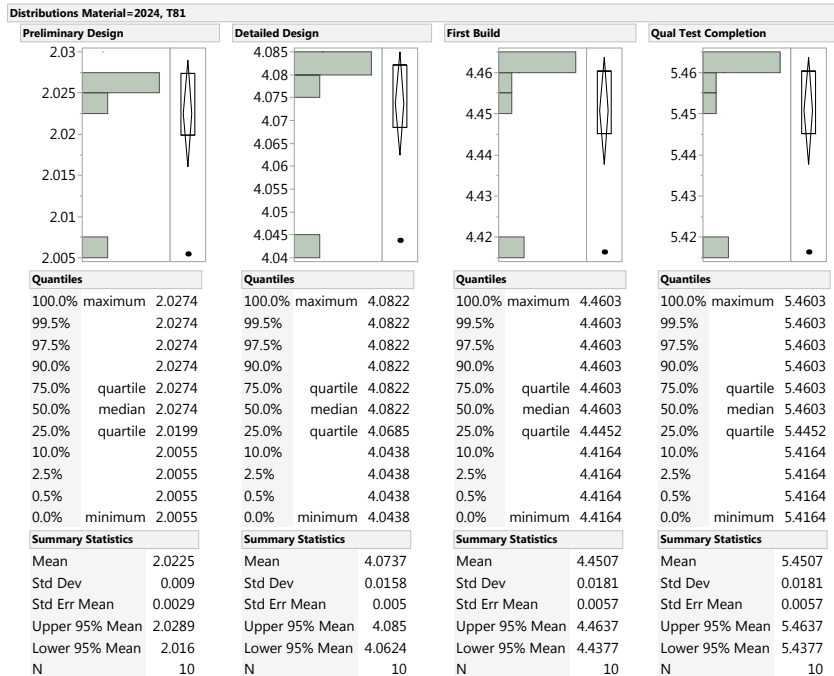 Distributions Material=2024, T81
Preliminary Design
2.03
2.025
2.02
2.015
2.01
2.005
Quantiles
100.0% maximum 2.0274
99.5% 2.0274
97.5% 2.0274
90.0% 2.0274
75.0% quartile 2.0274
50.0% median 2.0274
25.0% quartile 2.0199
10.0% 2.0055
2.5% 2.0055
0.5% 2.0055
0.0% minimum 2.0055
Summary Statistics
Mean 2.0225
Std Dev 0.009
Std Err Mean 0.0029
Upper 95% Mean 2.0289
Lower 95% Mean 2.016
N 10
Detailed Design
4.085
4.08
4.075
4.07
4.065
4.06
4.055
4.05
4.045
4.04
Quantiles
100.0% maximum 4.0822
99.5% 4.0822
97.5% 4.0822
90.0% 4.0822
75.0% quartile 4.0822
50.0% median 4.0822
25.0% quartile 4.0685
10.0% 4.0438
2.5% 4.0438
0.5% 4.0438
0.0% minimum 4.0438
Summary Statistics
Mean 4.0737
Std Dev 0.0158
Std Err Mean 0.005
Upper 95% Mean 4.085
Lower 95% Mean 4.0624
N 10
First Build
4.46
4.45
4.44
4.43
4.42
Quantiles
100.0% maximum 4.4603
99.5% 4.4603
97.5% 4.4603
90.0% 4.4603
75.0% quartile 4.4603
50.0% median 4.4603
25.0% quartile 4.4452
10.0% 4.4164
2.5% 4.4164
0.5% 4.4164
0.0% minimum 4.4164
Summary Statistics
Mean 4.4507
Std Dev 0.0181
Std Err Mean 0.0057
Upper 95% Mean 4.4637
Lower 95% Mean 4.4377
N 10
Qual Test Completion
5.46
5.45
5.44
5.43
5.42
Quantiles
100.0% maximum 5.4603
99.5% 5.4603
97.5% 5.4603
90.0% 5.4603
75.0% quartile 5.4603
50.0% median 5.4603
25.0% quartile 5.4452
10.0% 5.4164
2.5% 5.4164
0.5% 5.4164
0.0% minimum 5.4164
Summary Statistics
Mean 5.4507
Std Dev 0.0181
Std Err Mean 0.0057
Upper 95% Mean 5.4637
Lower 95% Mean 5.4377
N 10